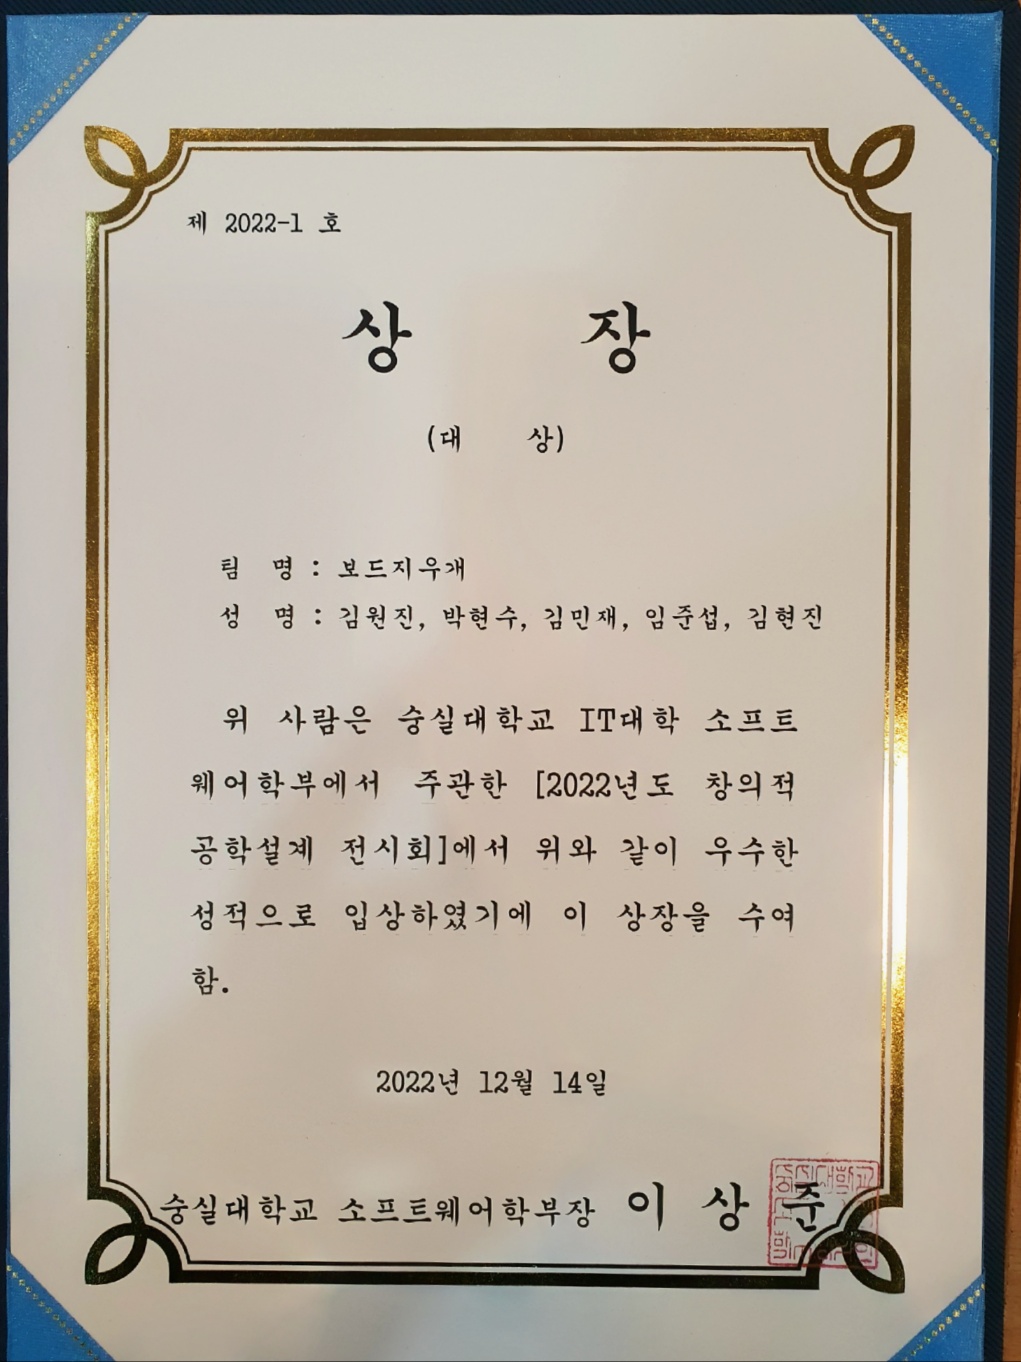 제 2022-1 호
상 장
(대 상)
팀 명 : 보드지우개
성 명 : 김원진, 박현수, 김민재, 임준섭, 김현진
위 사람은 숭실대학교 IT대학 소프트
웨어학부에서 주관한 [2022년도 창의적
공학설계 전시회]에서 위와 같이 우수한
성적으로 입상하였기에 이 상장을 수여
함.
2022년 12월 14일
숭실대학교 소프트웨어학부장 이 상 준